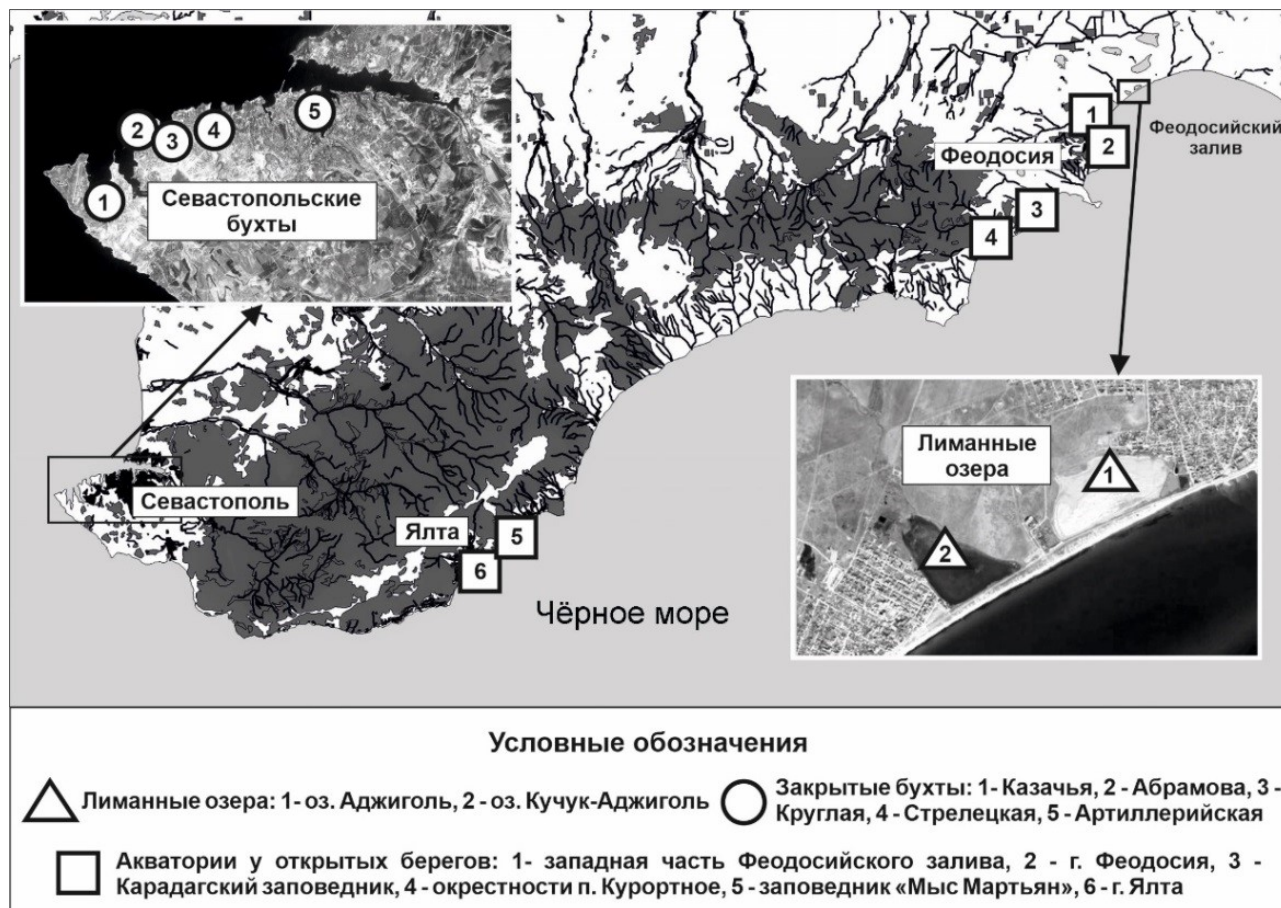 2
3
4
5
1
Севастопольские
бухты
Феодосия
1
2
Феодосийский
залив
3
4
Лиманные
озера
1
2
Севастополь
Ялта
5
6
Чёрное море
Условные обозначения
Лиманные озера: 1- оз. Аджиголь, 2 - оз. Кучук-Аджиголь
Закрытые бухты: 1- Казачья, 2 - Абрамова, 3 -
Круглая, 4 - Стрелецкая, 5 - Артиллерийская
Акватории у открытых берегов: 1- западная часть Феодосийского залива, 2 - г. Феодосия, 3 -
Карадагский заповедник, 4 - окрестности п. Курортное, 5 - заповедник «Мыс Мартьян», 6 - г. Ялта